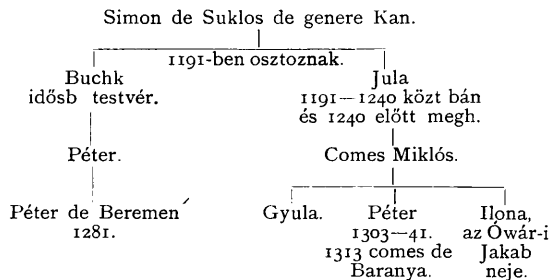 Simon de Suklos de genere Kan.
1191-ben osztoznak.
Buchk
idősb testvér.
Jula
1191—1240 közt bán
és 1240 előtt megh.
Péter.
Comes Miklós.
Péter de Beremen
1281.
Gyula.
Péter
1303—41.
1313 comes de
Baranya.
Ilona,
az Ówár-i
Jakab
neje.